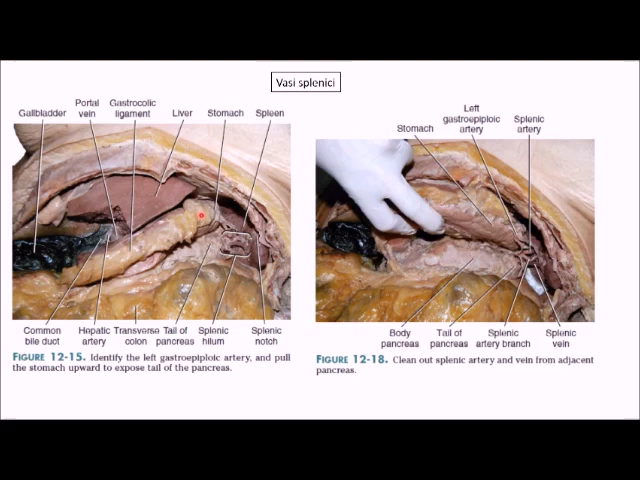 Vasi splenici
Gallbladder
Portal
vein
Gastrocolic
ligament
Liver
Stomach
Spleen
Common
bile duct
Hepatic
artery
Transverse
colon
Tail of
pancreas
Splenic
hilum
Splenic
notch
FIGURE 12-15. Identify the left gastroepiploic artery, and pull
the stomach upward to expose tail of the pancreas.
Stomach
Left
gastroepiploic
artery
Splenic
artery
Body
pancreas
Tail of
pancreas
Splenic
artery branch
Splenic
vein
FIGURE 12-18. Clean out splenic artery and vein from adjacent
pancreas.